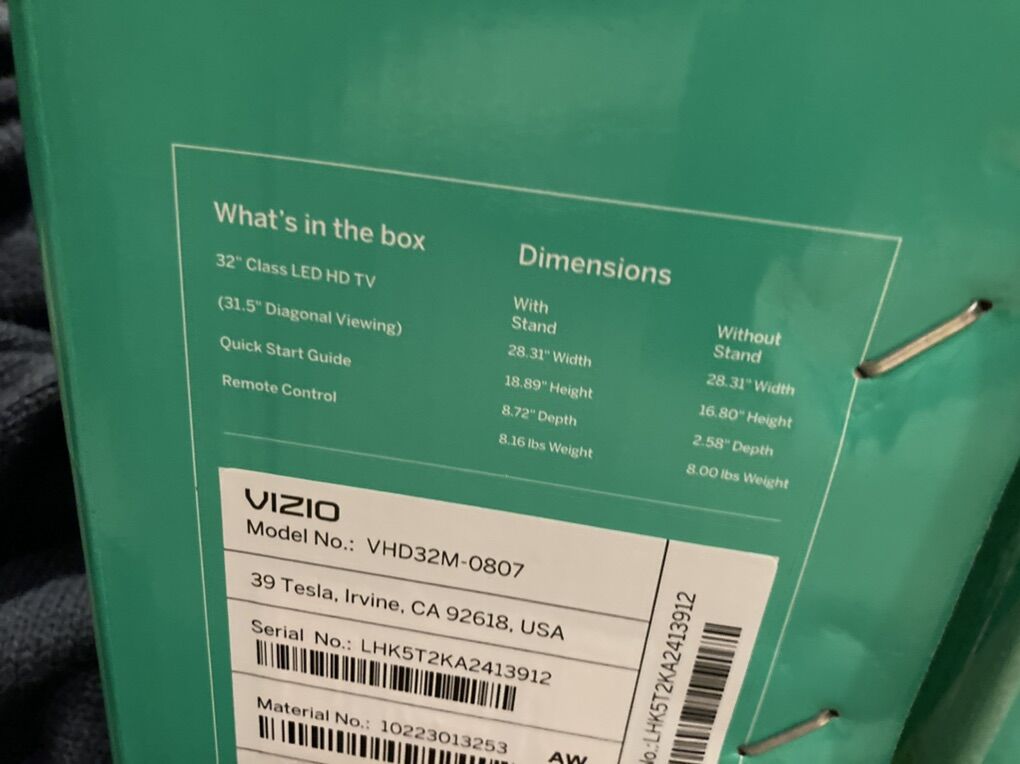 What's in the box
32" Class LED HD TV
(31.5" Diagonal Viewing)
Quick Start Guide
Remote Control
Dimensions
With
Stand
28.31" Width
18.89" Height
8.72" Depth
8.16 lbs Weight
Without
Stand
28.31" Width
16.80" Height
2.58" Depth
8.00 lbs Weight
VIZIO
Model No.: VHD32M-0807
39 Tesla, Irvine, CA 92618, USA
Serial No.: LHK5T2KA2413912
Material No.: 10223013253
AW
No.: LHK5T2KA2413912